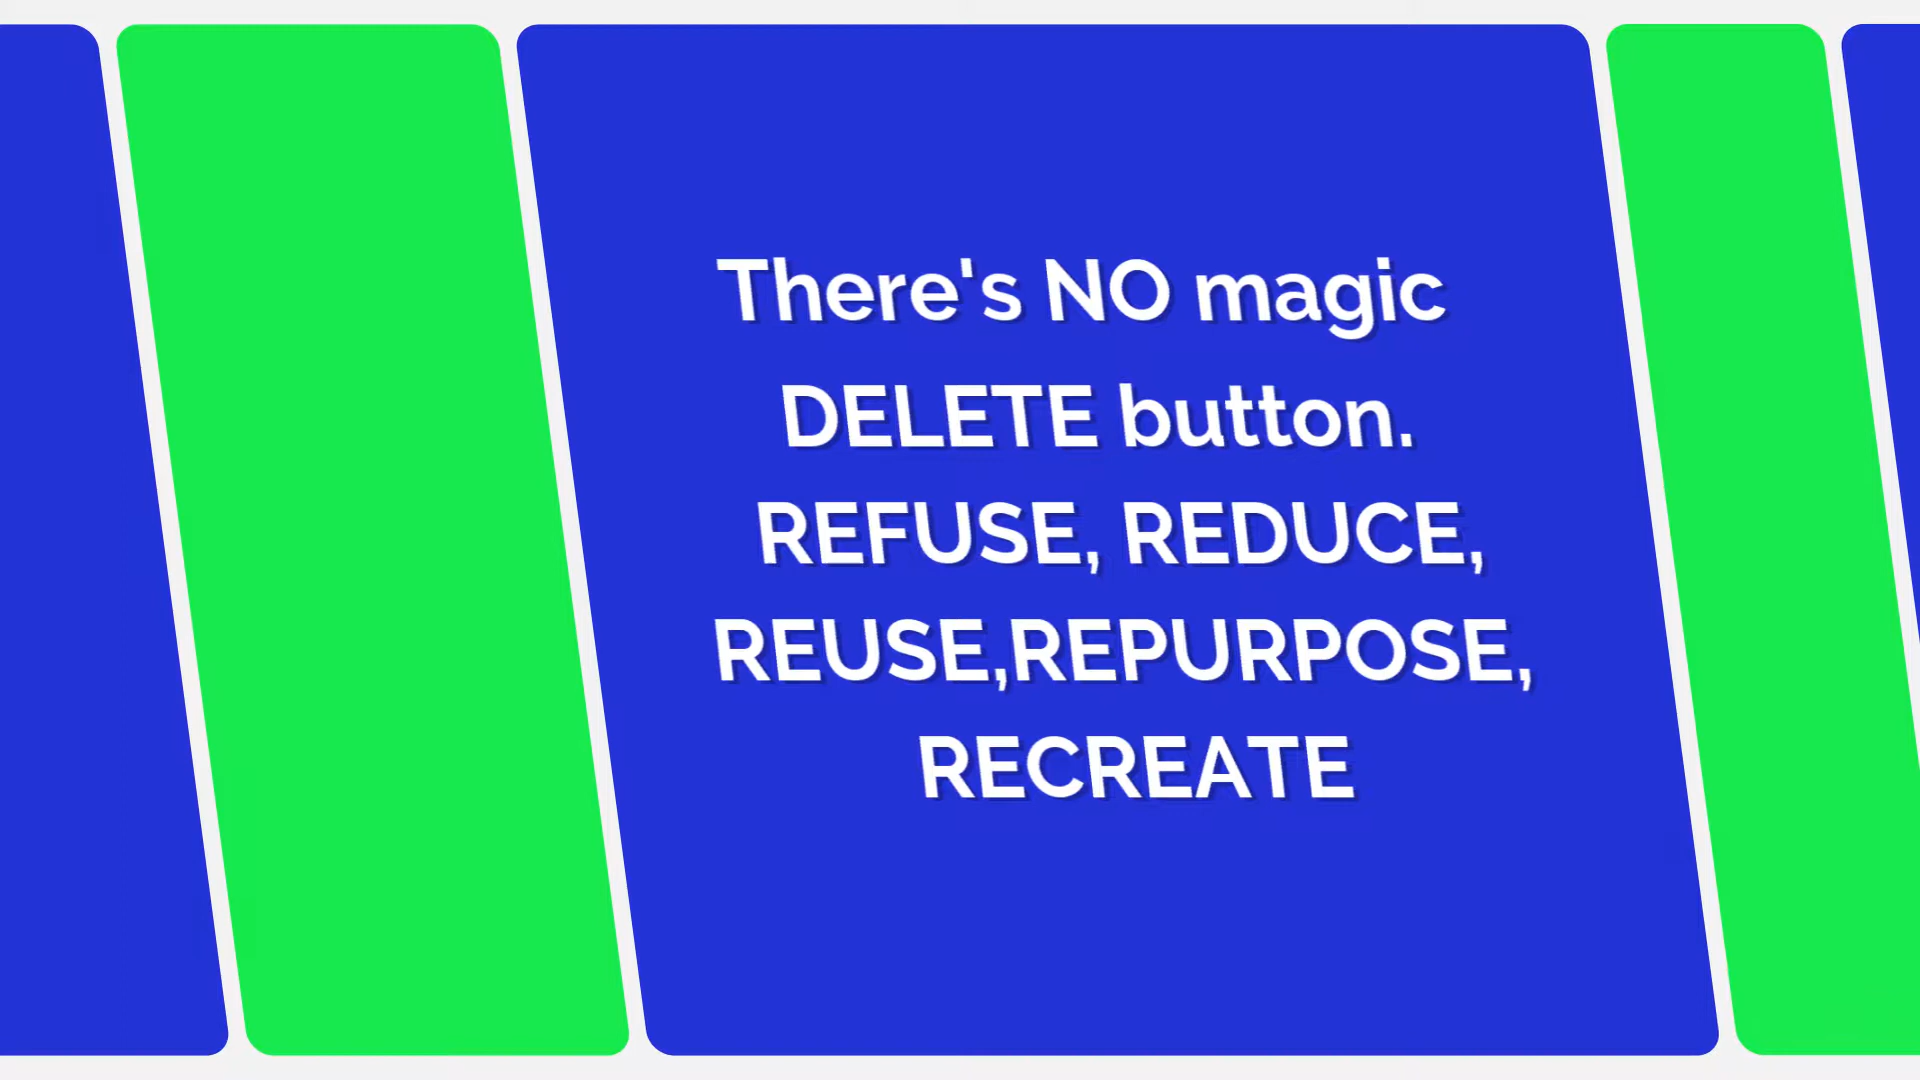 There's NO magic
DELETE button.
REFUSE, REDUCE,
REUSE,REPURPOSE,
RECREATE